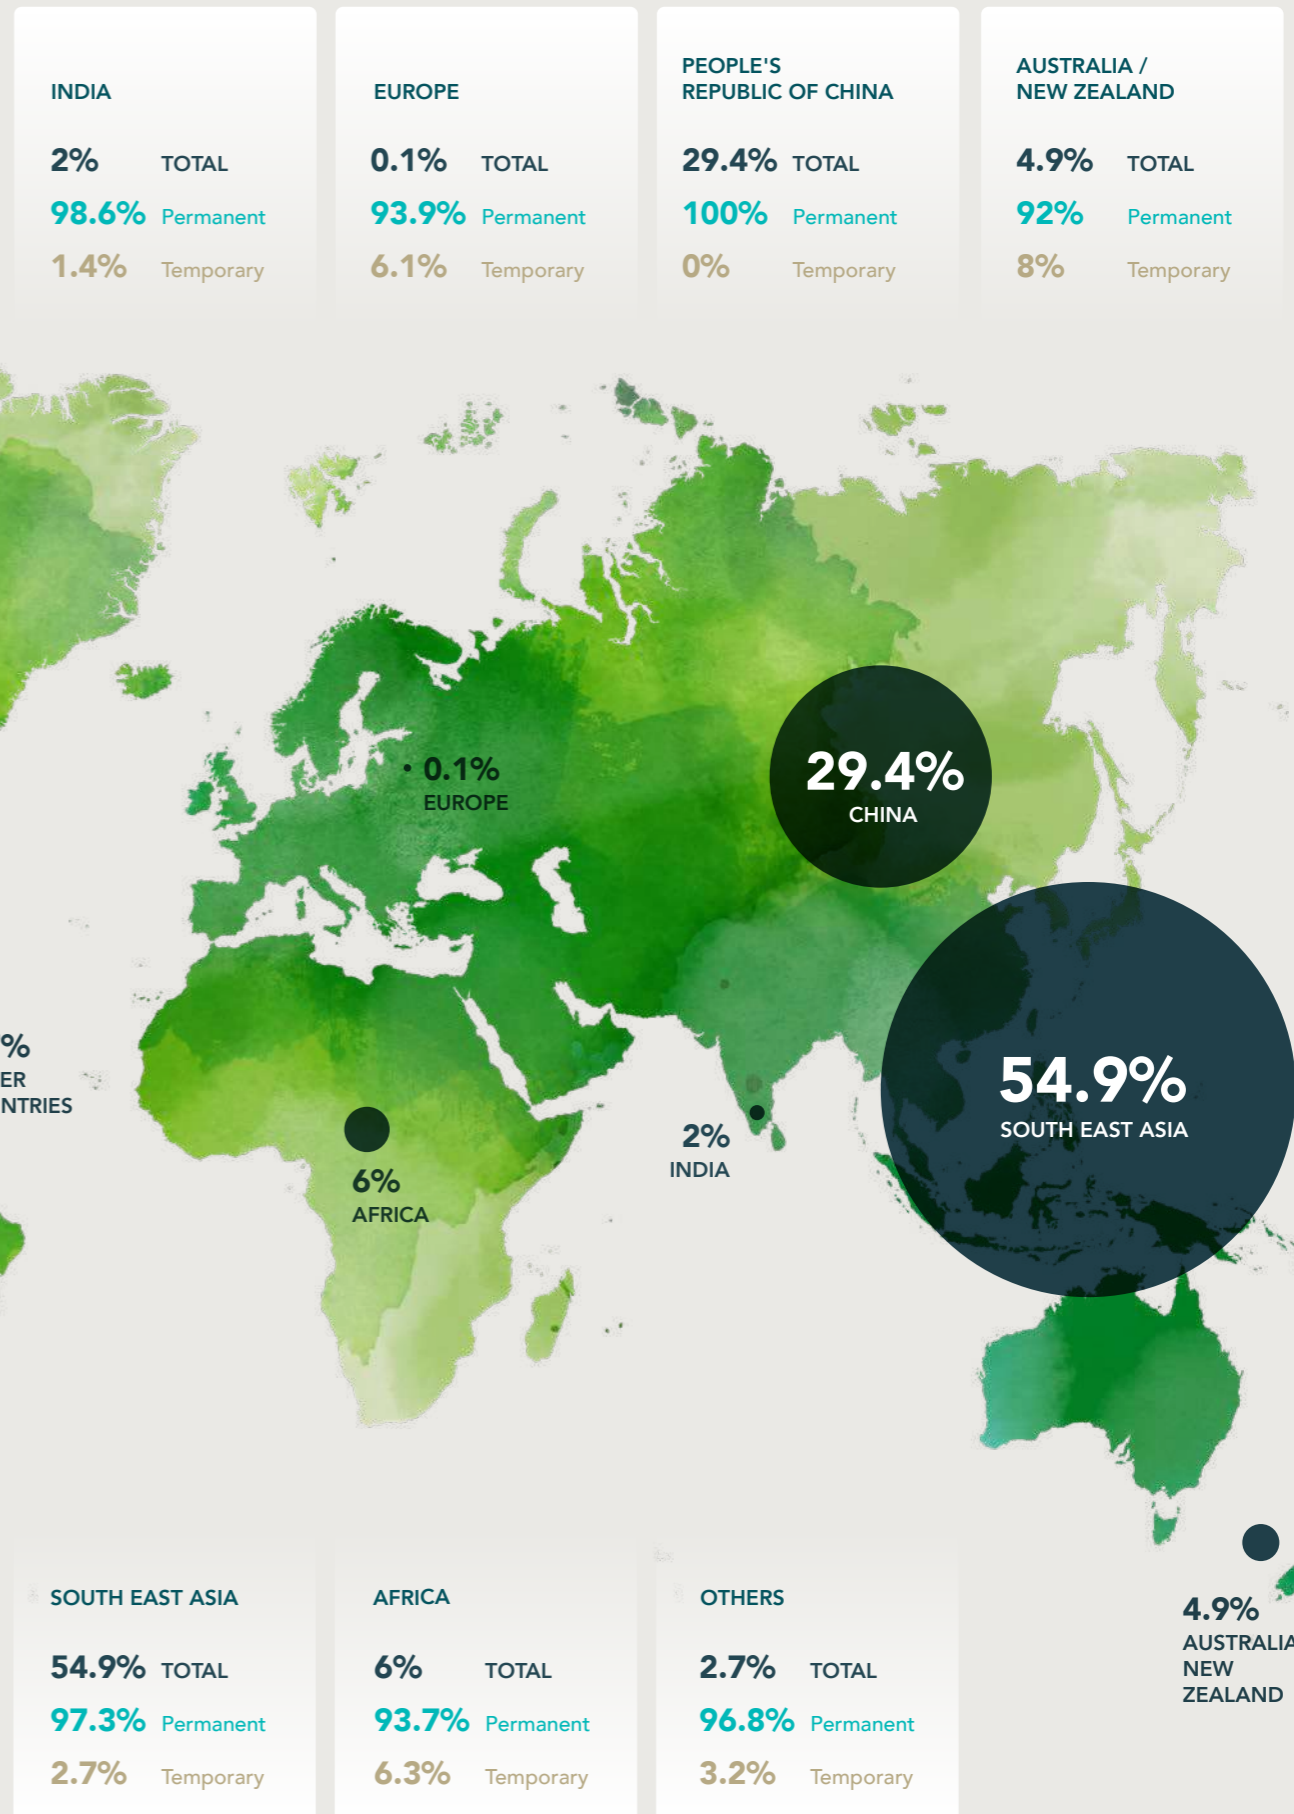 INDIA
2% TOTAL
98.6% Permanent
1.4% Temporary
EUROPE
0.1% TOTAL
93.9% Permanent
6.1% Temporary
PEOPLE'S
REPUBLIC OF CHINA
29.4% TOTAL
100% Permanent
0% Temporary
AUSTRALIA /
NEW ZEALAND
4.9% TOTAL
92% Permanent
8% Temporary
0.1%
EUROPE
29.4%
CHINA
%
ER
NTRIES
54.9%
SOUTH EAST ASIA
2%
INDIA
6%
AFRICA
4.9%
AUSTRALIA
NEW
ZEALAND
SOUTH EAST ASIA
54.9% TOTAL
97.3% Permanent
2.7% Temporary
AFRICA
6% TOTAL
93.7% Permanent
6.3% Temporary
OTHERS
2.7% TOTAL
96.8% Permanent
3.2% Temporary